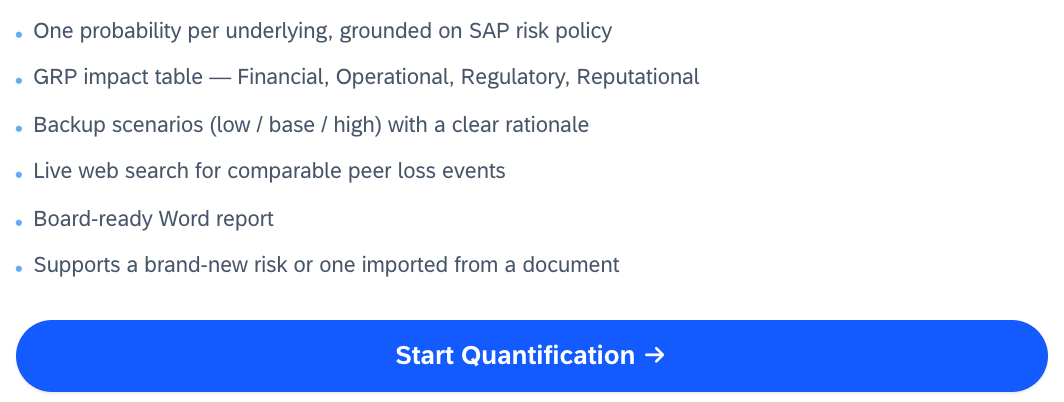 • One probability per underlying, grounded on SAP risk policy
• GRP impact table — Financial, Operational, Regulatory, Reputational
• Backup scenarios (low / base / high) with a clear rationale
• Live web search for comparable peer loss events
• Board-ready Word report
• Supports a brand-new risk or one imported from a document
Start Quantification →